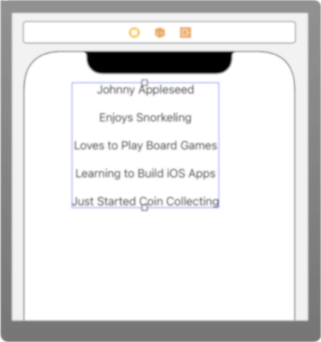 Johnny Appleseed
Enjoys Snorkeling
Loves to Play Board Games
Learning to Build iOS Apps
Just Started Coin Collecting